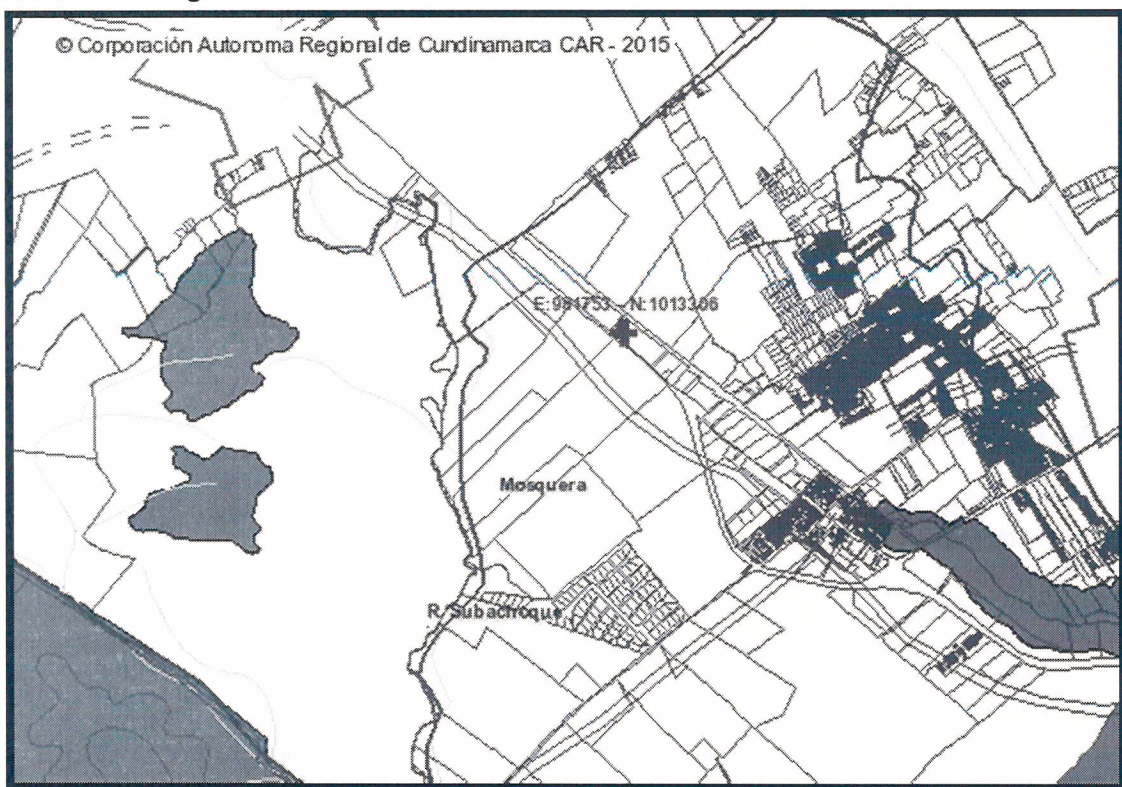 © Corporación Autonoma Regional de Cundinamarca CAR - 2015
E: 981753 - N: 1013306
Mosquera
R. Subachoque